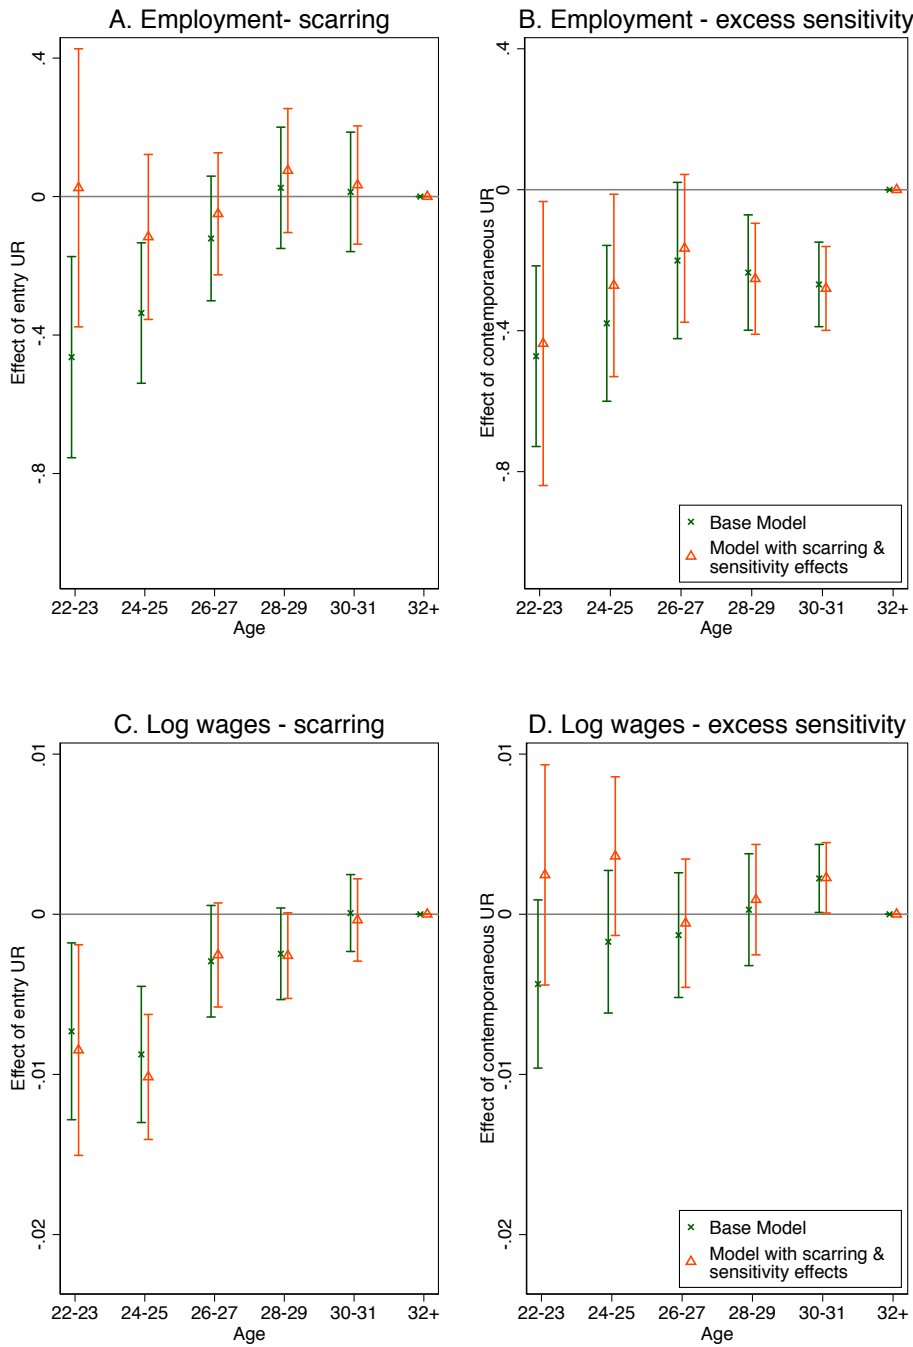 A. Employment- scarring
.4
0
-.4
-.8
Effect of entry UR
22-23 24-25 26-27 28-29 30-31 32+
Age
B. Employment - excess sensitivity
.4
0
-.4
-.8
Effect of contemporaneous UR
Base Model
Model with scarring &
sensitivity effects
22-23 24-25 26-27 28-29 30-31 32+
Age
C. Log wages - scarring
.01
0
-.01
-.02
Effect of entry UR
22-23 24-25 26-27 28-29 30-31 32+
Age
D. Log wages - excess sensitivity
.01
0
-.01
-.02
Effect of contemporaneous UR
Base Model
Model with scarring &
sensitivity effects
22-23 24-25 26-27 28-29 30-31 32+
Age